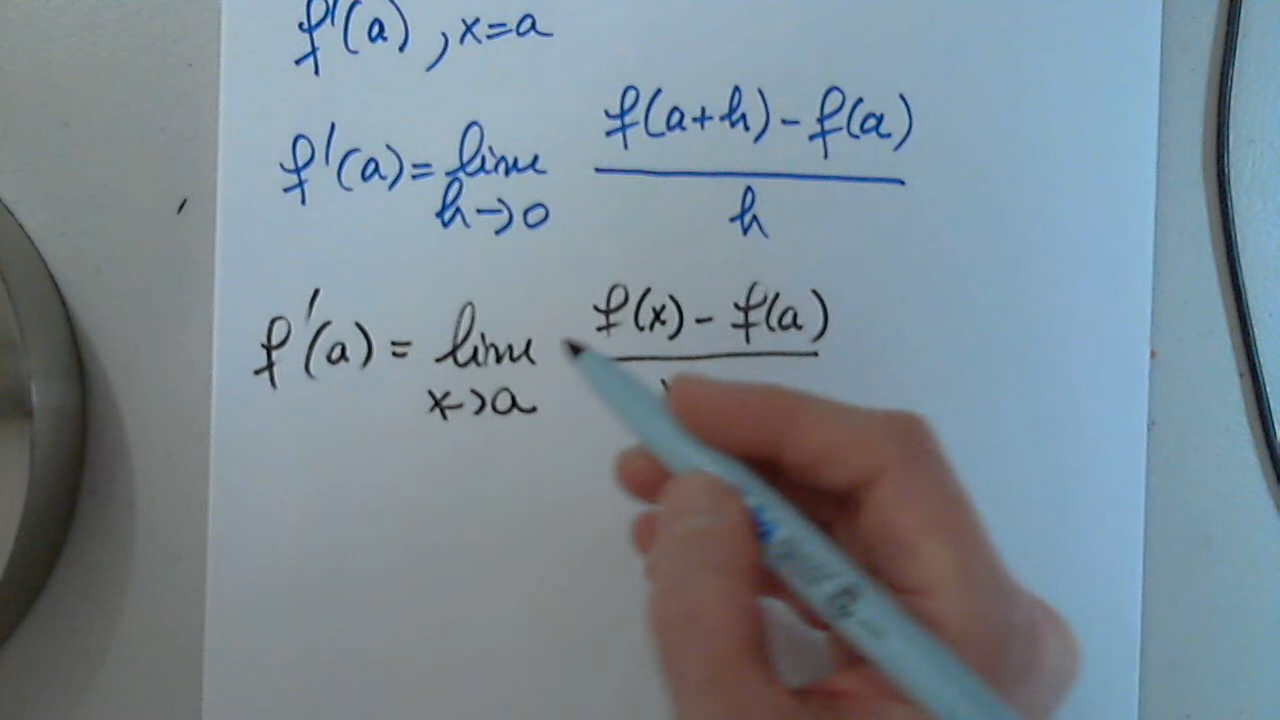 f'(a), x=a
f'(a) = lim h→0 f(a+h) - f(a) / h
f'(a) = lim x→a f(x) - f(a)